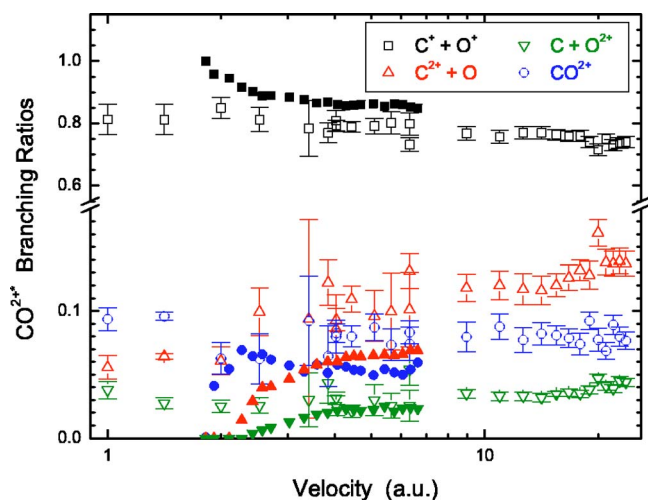 C⁺ + O⁺
C + O²⁺
C²⁺ + O
CO²⁺
1.0
0.8
0.6
0.1
0.0
CO²⁺* Branching Ratios
1
10
Velocity (a.u.)